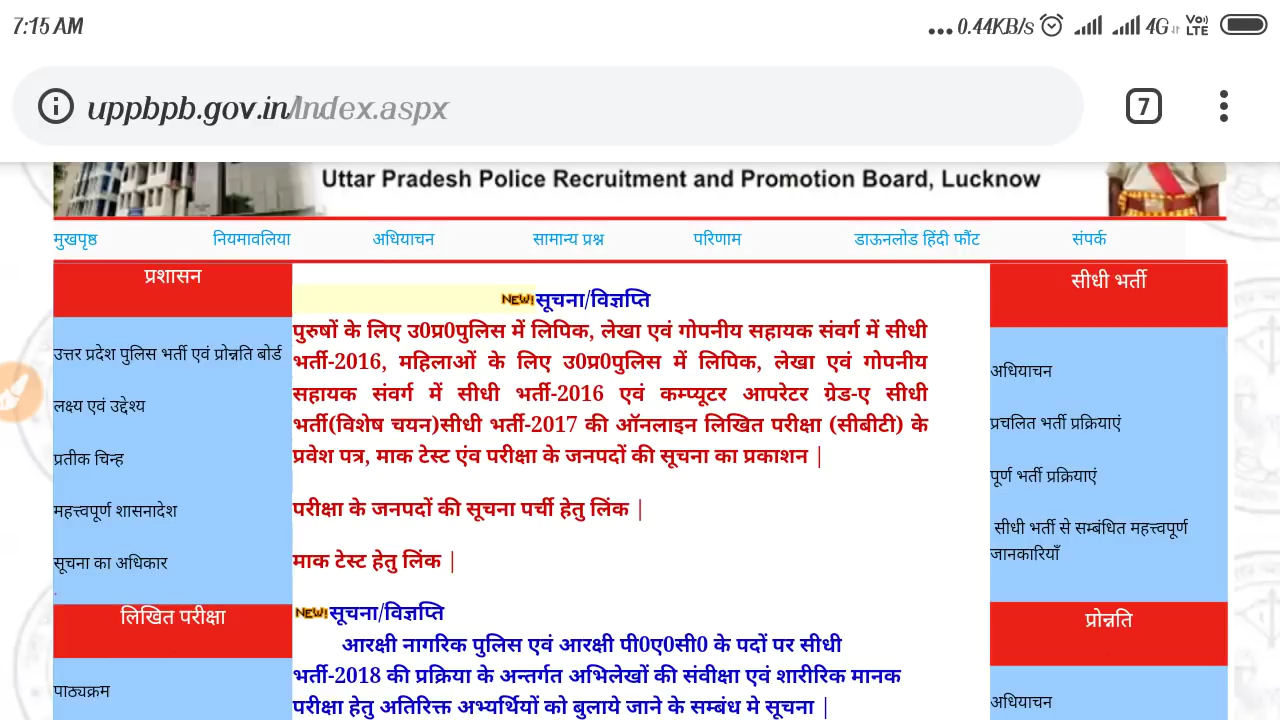 7:15 AM
0.44KB/s 4G Vo) LTE
uppbpb.gov.in/Index.aspx 7
Uttar Pradesh Police Recruitment and Promotion Board, Lucknow
मुखपृष्ठ नियमावलिया अधियाचन सामान्य प्रश्न परिणाम डाऊनलोड हिंदी फौंट संपर्क
प्रशासन
उत्तर प्रदेश पुलिस भर्ती एवं प्रोन्नति बोर्ड
लक्ष्य एवं उद्देश्य
प्रतीक चिन्ह
महत्त्वपूर्ण शासनादेश
सूचना का अधिकार
लिखित परीक्षा
पाठ्यक्रम
NEW! सूचना/विज्ञप्ति
पुरुषों के लिए उ0प्र0पुलिस में लिपिक, लेखा एवं गोपनीय सहायक संवर्ग में सीधी
भर्ती-2016, महिलाओं के लिए उ0प्र0पुलिस में लिपिक, लेखा एवं गोपनीय
सहायक संवर्ग में सीधी भर्ती-2016 एवं कम्प्यूटर आपरेटर ग्रेड-ए सीधी
भर्ती(विशेष चयन)सीधी भर्ती-2017 की ऑनलाइन लिखित परीक्षा (सीबीटी) के
प्रवेश पत्र, माक टेस्ट एंव परीक्षा के जनपदों की सूचना का प्रकाशन |
परीक्षा के जनपदों की सूचना पर्ची हेतु लिंक |
माक टेस्ट हेतु लिंक |
NEW! सूचना/विज्ञप्ति
आरक्षी नागरिक पुलिस एवं आरक्षी पी0ए0सी0 के पदों पर सीधी
भर्ती-2018 की प्रक्रिया के अन्तर्गत अभिलेखों की संवीक्षा एवं शारीरिक मानक
परीक्षा हेतु अतिरिक्त अभ्यर्थियों को बुलाये जाने के सम्बंध मे सूचना |
सीधी भर्ती
अधियाचन
प्रचलित भर्ती प्रक्रियाएं
पूर्ण भर्ती प्रक्रियाएं
सीधी भर्ती से सम्बंधित महत्त्वपूर्ण
जानकारियाँ
प्रोन्नति
अधियाचन